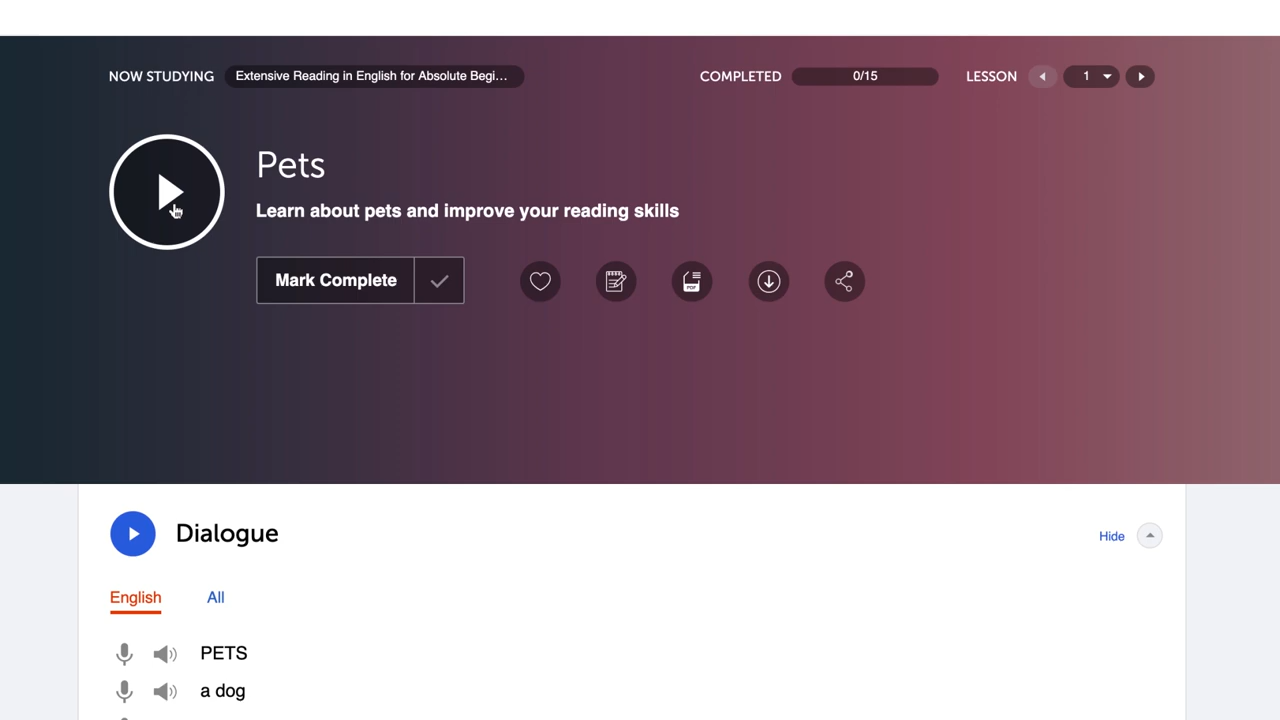 NOW STUDYING Extensive Reading in English for Absolute Begi... COMPLETED 0/15 LESSON 1
Pets
Learn about pets and improve your reading skills
Mark Complete
PDF
Dialogue
Hide
English All
PETS
a dog